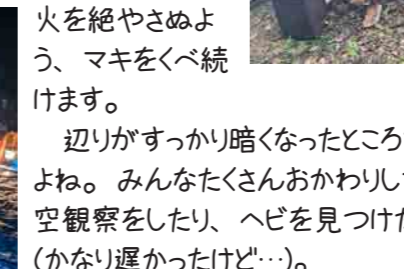 火を絶やさぬよ
う、マキをくべ続
けます。
辺りがすっかり暗くなったところ
よね。みんなたくさんおかわりし
空観察をしたり、ヘビを見つけた
(かなり遅かったけど…)。